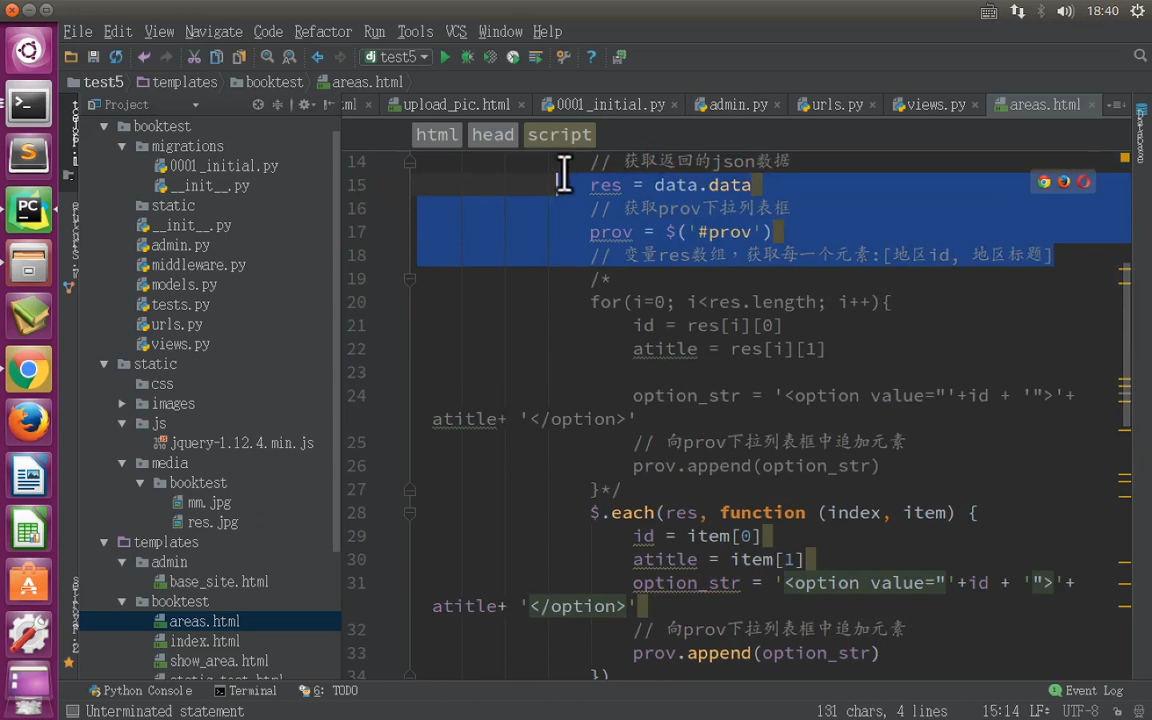 18:40
File Edit View Navigate Code Refactor Run Tools VCS Window Help
test5
test5 templates booktest areas.html
Project
ml upload_pic.html 0001_initial.py admin.py urls.py views.py areas.html
html head script
booktest
migrations
0001_initial.py
__init__.py
static
__init__.py
admin.py
middleware.py
models.py
tests.py
urls.py
views.py
static
css
images
js
jquery-1.12.4.min.js
media
booktest
mm.jpg
res.jpg
templates
admin
base_site.html
booktest
areas.html
index.html
show_area.html
14 // 获取返回的json数据
15 res = data.data
16 // 获取prov下拉列表框
17 prov = $('#prov')
18 // 变量res数组，获取每一个元素:[地区id, 地区标题]
19 /*
20 for(i=0; i<res.length; i++){
21 id = res[i][0]
22 atitle = res[i][1]
23
24 option_str = '<option value="'+id + '">'+
atitle+ '</option>'
25 // 向prov下拉列表框中追加元素
26 prov.append(option_str)
27 }*/
28 $.each(res, function (index, item) {
29 id = item[0]
30 atitle = item[1]
31 option_str = '<option value="'+id + '">'+
atitle+ '</option>'
32 // 向prov下拉列表框中追加元素
33 prov.append(option_str)
34 })
Python Console Terminal 6: TODO Event Log
Unterminated statement 131 chars, 4 lines 15:14 LF÷ UTF-8